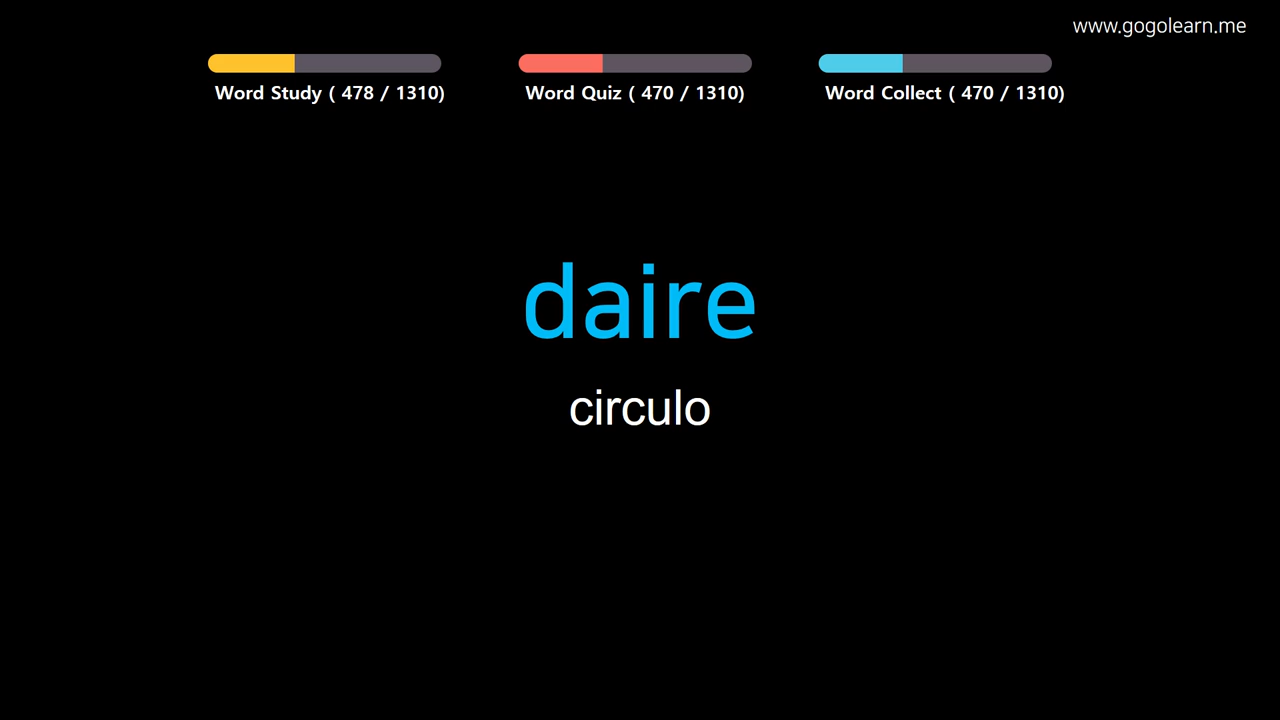 www.gogolearn.me
Word Study ( 478 / 1310)
Word Quiz ( 470 / 1310)
Word Collect ( 470 / 1310)
daire
circulo